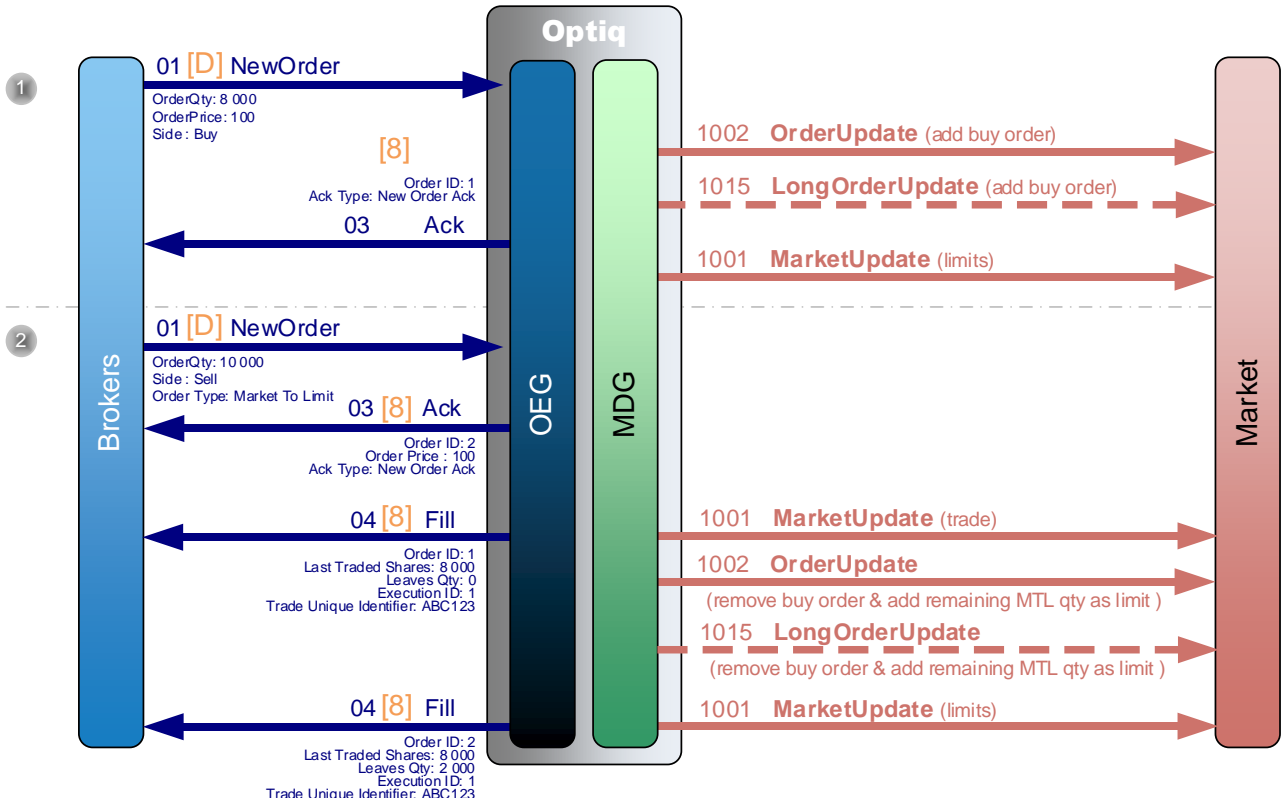 Optiq
1
01 [D] NewOrder
OrderQty: 8 000
OrderPrice: 100
Side : Buy
[8]
Order ID: 1
Ack Type: New Order Ack
03 Ack
1002 OrderUpdate (add buy order)
1015 LongOrderUpdate (add buy order)
1001 MarketUpdate (limits)
2
01 [D] NewOrder
OrderQty: 10 000
Side : Sell
Order Type: Market To Limit
03 [8] Ack
Order ID: 2
Order Price : 100
Ack Type: New Order Ack
Brokers
OEG
MDG
Market
04 [8] Fill
Order ID: 1
Last Traded Shares: 8 000
Leaves Qty: 0
Execution ID: 1
Trade Unique Identifier: ABC123
1001 MarketUpdate (trade)
1002 OrderUpdate
(remove buy order & add remaining MTL qty as limit )
1015 LongOrderUpdate
(remove buy order & add remaining MTL qty as limit )
04 [8] Fill
Order ID: 2
Last Traded Shares: 8 000
Leaves Qty: 2 000
Execution ID: 1
Trade Unique Identifier: ABC123
1001 MarketUpdate (limits)